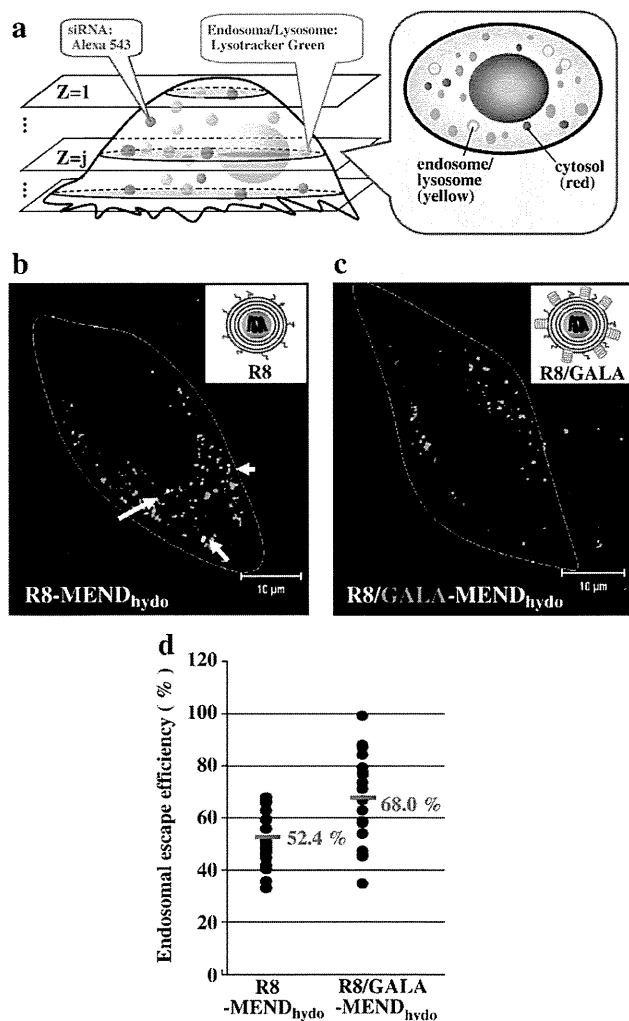 a
siRNA:
Alexa 543
Endosoma/Lysosome:
Lysotracker Green
Z=1
Z=j
endosome/
lysosome
(yellow)
cytosol
(red)
b
R8
R8-MENDhydo
10 μm
c
R8/GALA
R8/GALA-MENDhydo
10 μm
d
Endosomal escape efficiency ( % )
120
100
80
60
40
20
0
52.4 %
68.0 %
R8
-MENDhydo
R8/GALA
-MENDhydo